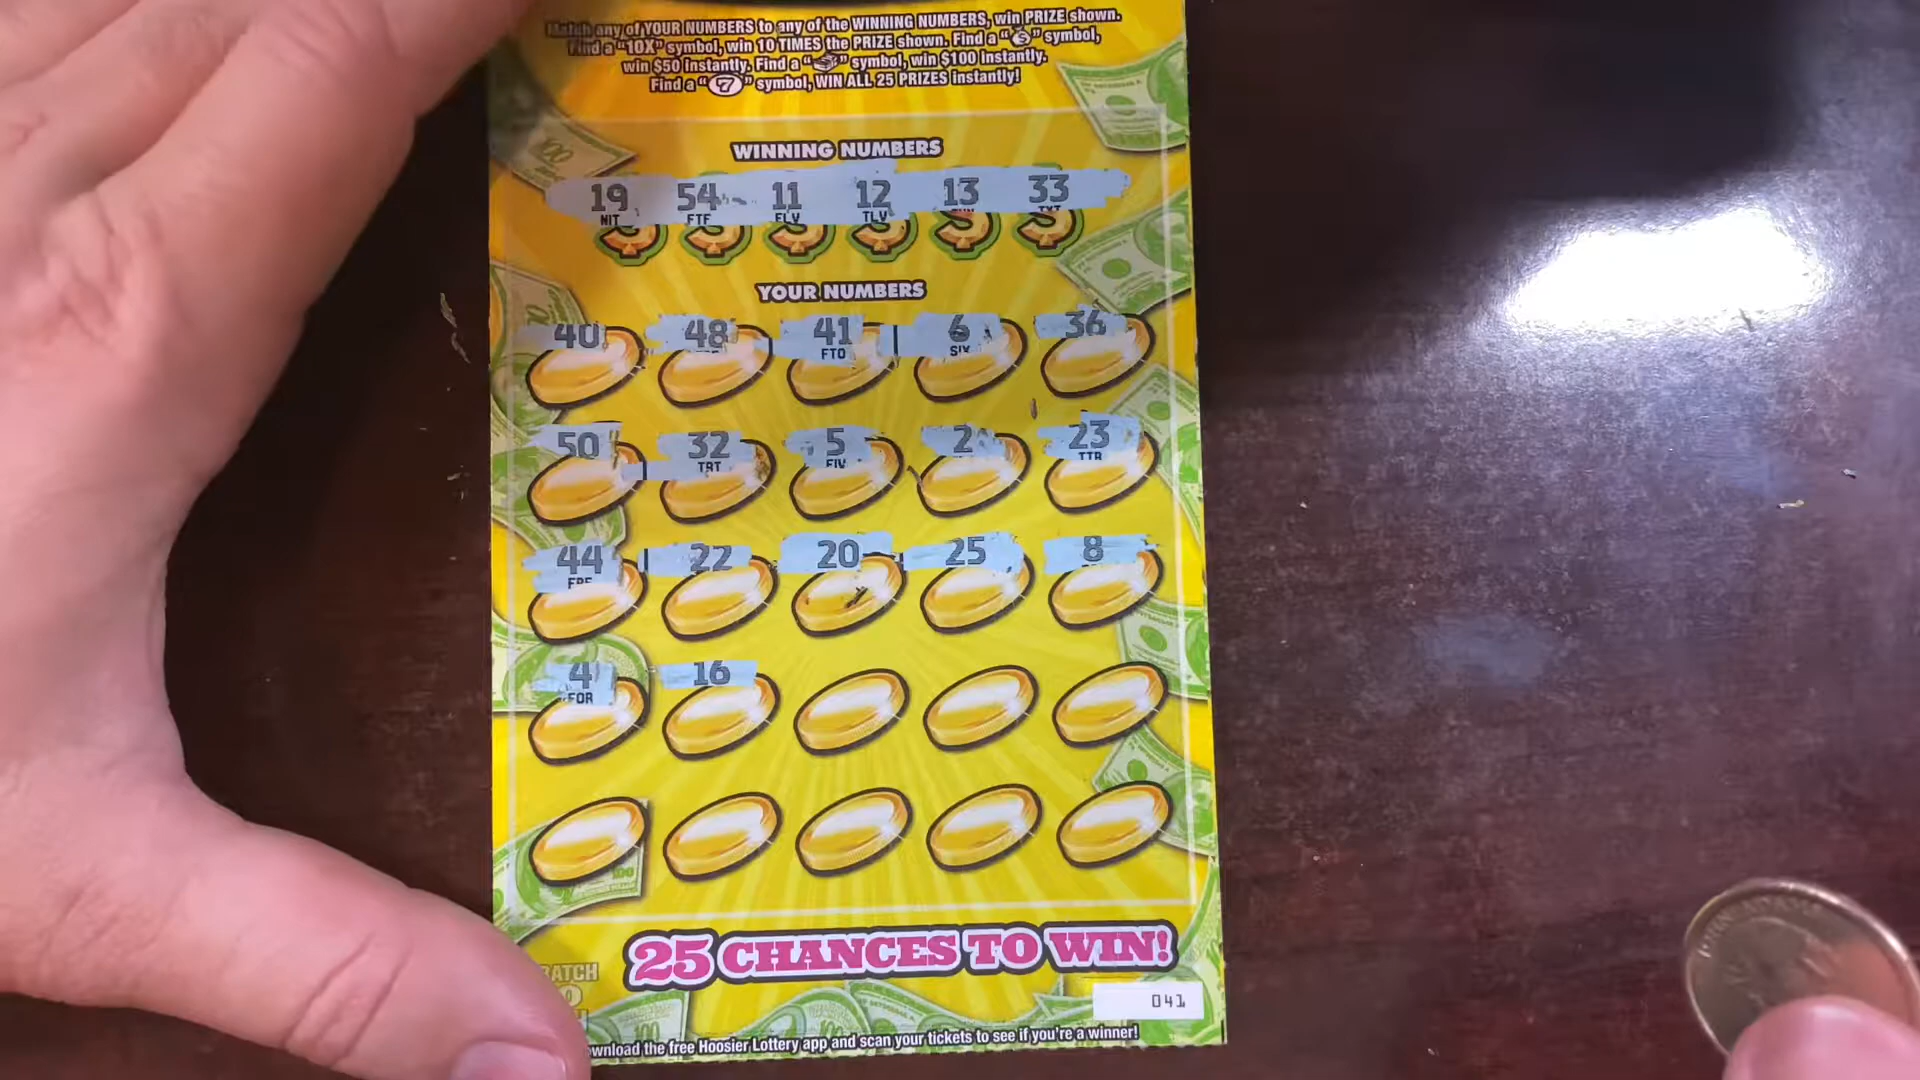 Match any of YOUR NUMBERS to any of the WINNING NUMBERS, win PRIZE shown.
Find a "10X" symbol, win 10 TIMES the PRIZE shown. Find a "$" symbol,
win $50 instantly. Find a " " symbol, win $100 instantly.
Find a "7" symbol, WIN ALL 25 PRIZES instantly!
WINNING NUMBERS
19 54 11 12 13 33
NIT FTF ELV TLV
YOUR NUMBERS
40 48 41 6 36
FTO SIX
50 32 5 2 23
TRT FIV TTR
44 22 20 25 8
4 16
FOR
25 CHANCES TO WIN!
041
wnload the free Hoosier Lottery app and scan your tickets to see if you're a winner!